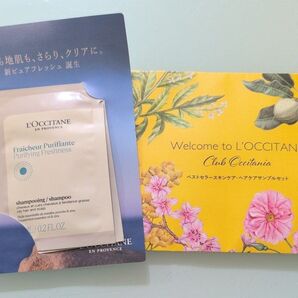 も地肌も、さらり、クリアに。
新ピュアフレッシュ 誕生
L'OCCITANE
EN PROVENCE
Fraîcheur Purifiante
Purifying Freshness
shampooing / shampoo
0.2 FL.OZ
L'OCCITANE
EN PROVENCE
Welcome to L'OCCITANE
Club Occitania
ベストセラースキンケア・ヘアケアサンプルセット